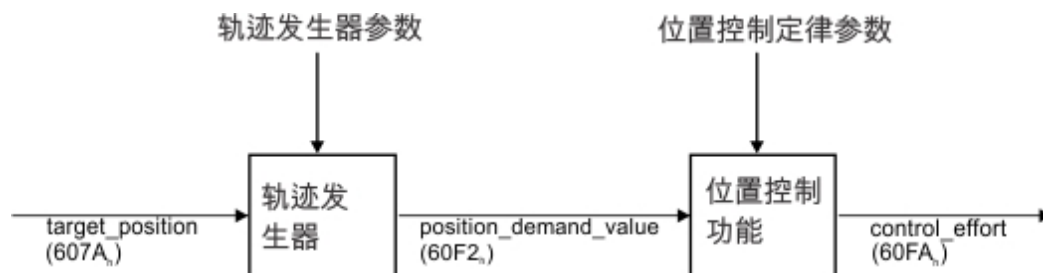 轨迹发生器参数
位置控制定律参数
轨迹发
生器
位置控制
功能
target_position
(607Aₕ)
position_demand_value
(60F2ₕ)
control_effort
(60FAₕ)